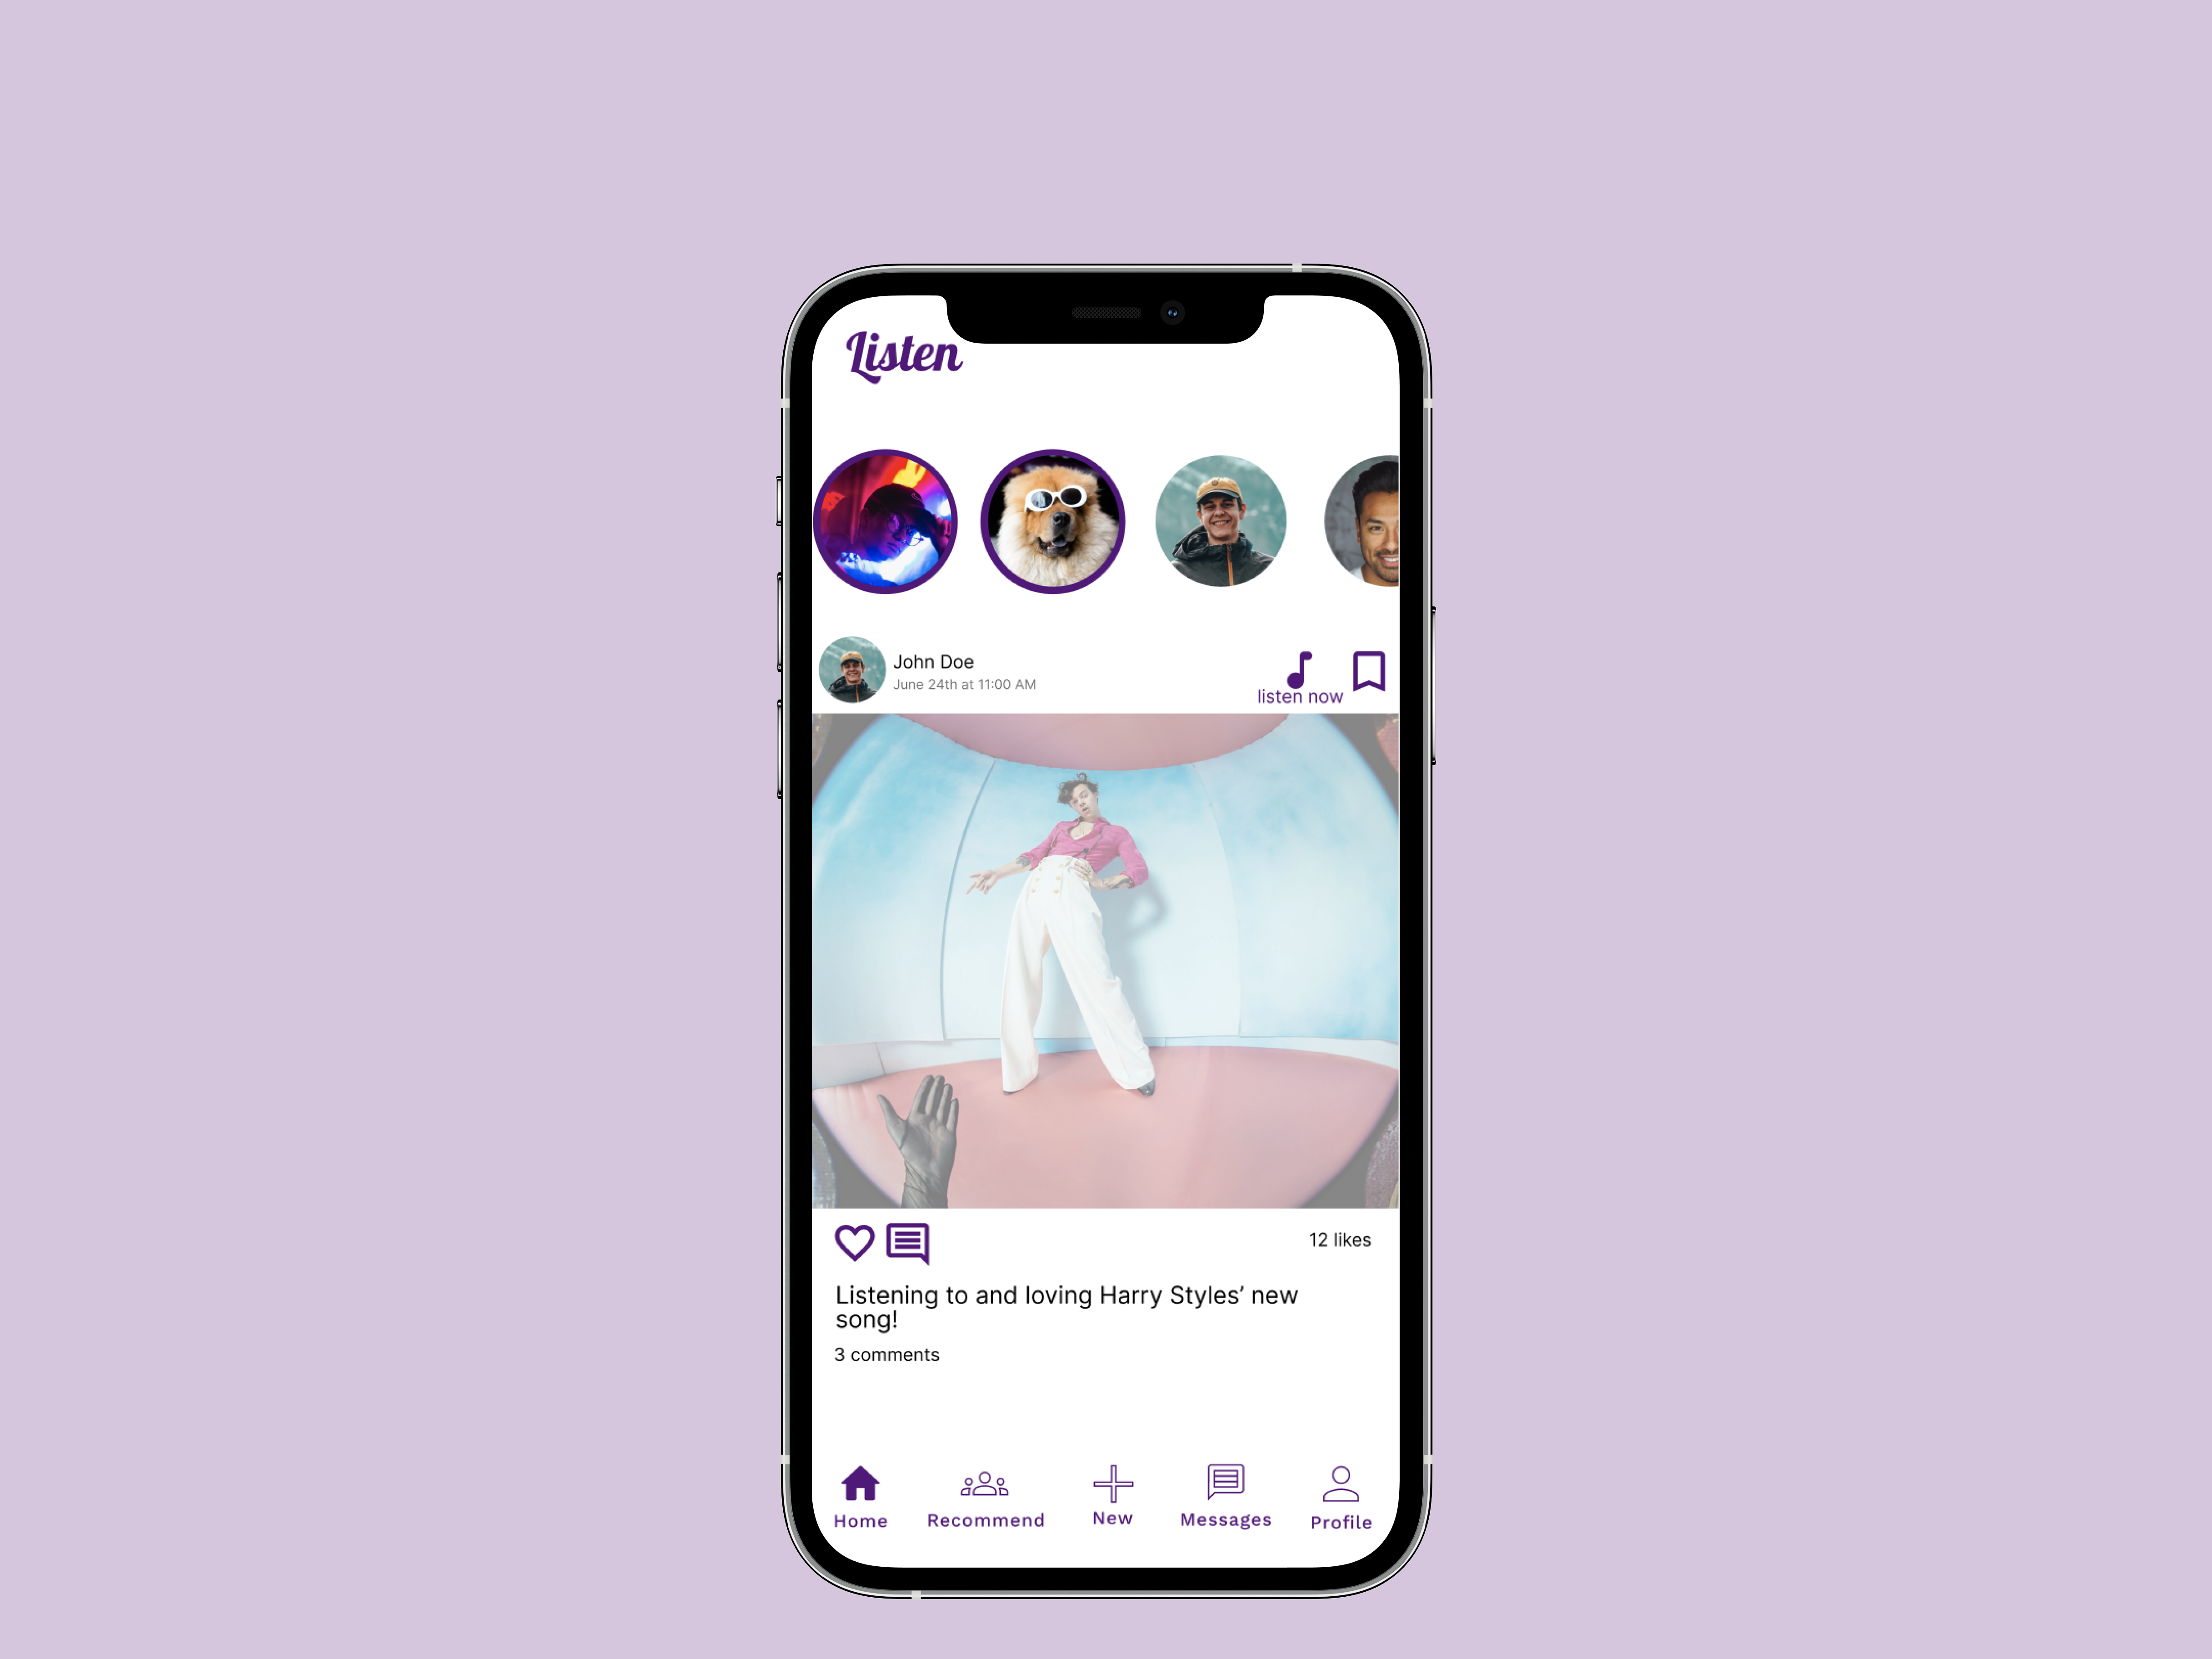 Listen
John Doe
June 24th at 11:00 AM
listen now
12 likes
Listening to and loving Harry Styles’ new
song!
3 comments
Home
Recommend
New
Messages
Profile